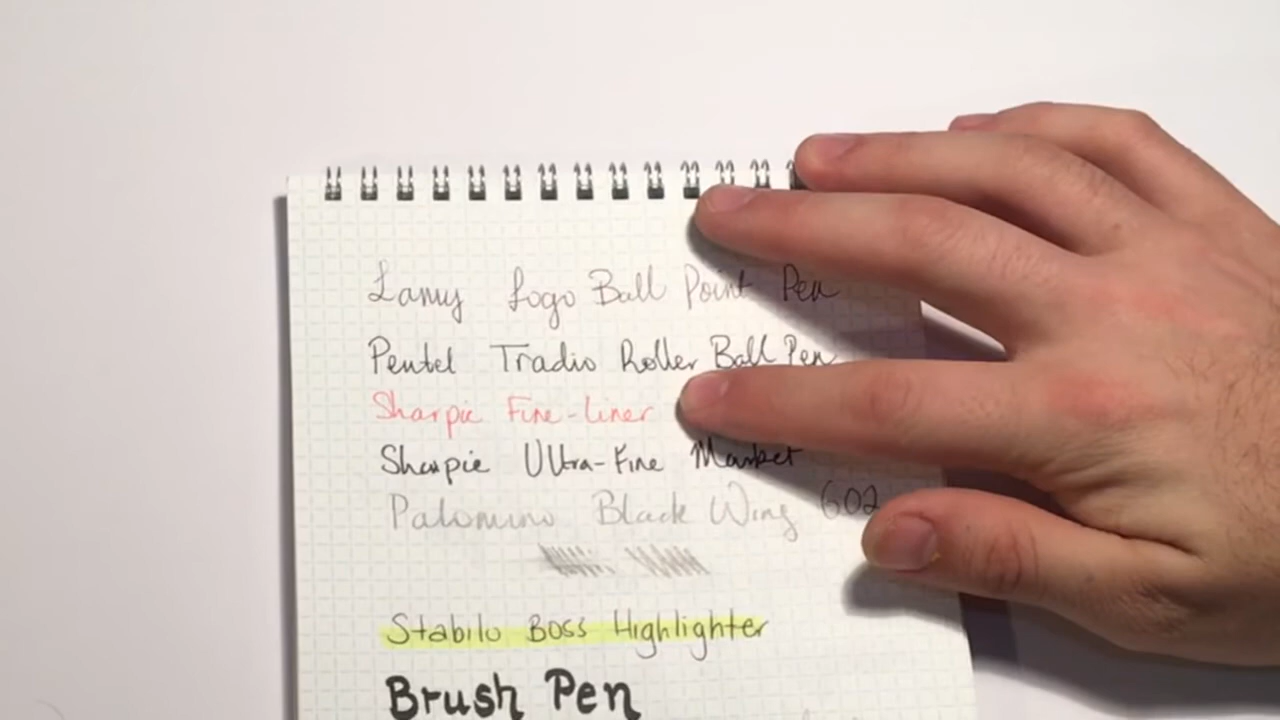 Lamy Logo Ball Point Pen
Pentel Tradio Roller Ball Pen
Sharpie Fine-liner
Sharpie Ultra-Fine Market
Palomino Black Wing 602
Stabilo Boss Highlighter
Brush Pen